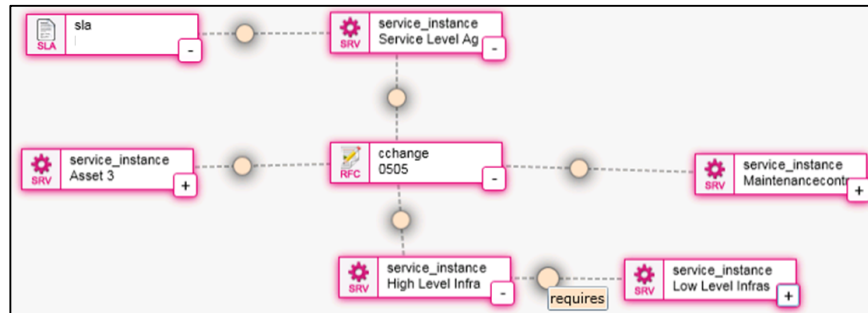 sla
SLA
-
service_instance
Service Level Ag
SRV
-
service_instance
Asset 3
SRV
+
cchange
0505
RFC
-
service_instance
Maintenancecontr
SRV
+
service_instance
High Level Infra
SRV
-
requires
service_instance
Low Level Infras
SRV
+